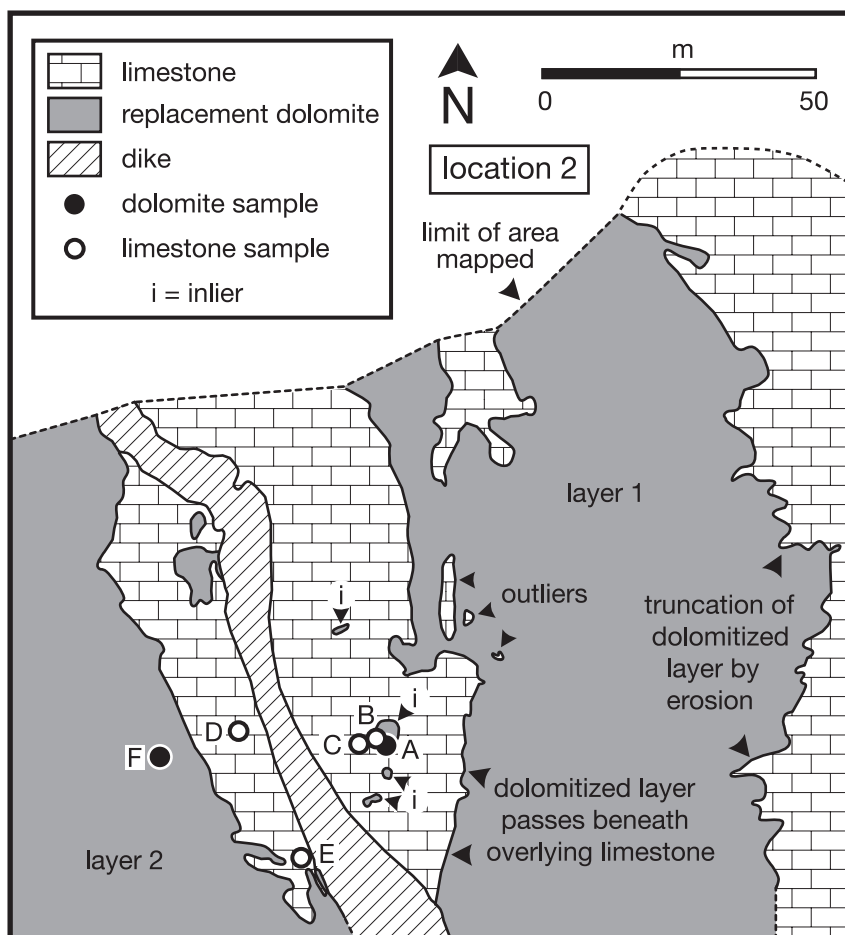 limestone
replacement dolomite
dike
dolomite sample
limestone sample
i = inlier
N
m
0 50
location 2
limit of area
mapped
layer 1
outliers
i
truncation of
dolomitized
layer by
erosion
i
B
D
C
A
F
i
dolomitized layer
passes beneath
overlying limestone
E
layer 2